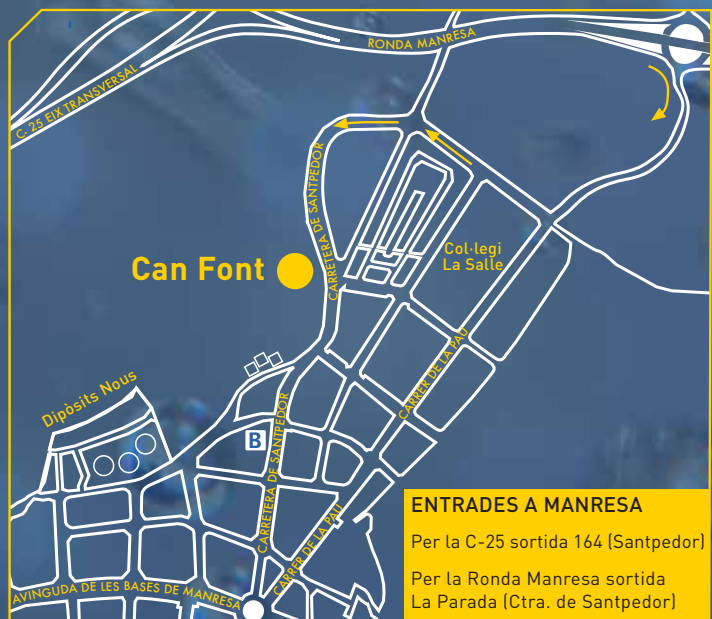 RONDA MANRESA
C-25 EIX TRANSVERSAL
CARRETERA DE SANTPEDOR
Col·legi
La Salle
Can Font
CARRER DE LA PAU
Dipòsits Nous
B
CARRETERA DE SANTPEDOR
CARRER DE LA PAU
AVINGUDA DE LES BASES DE MANRESA
ENTRADES A MANRESA
Per la C-25 sortida 164 (Santpedor)
Per la Ronda Manresa sortida
La Parada (Ctra. de Santpedor)